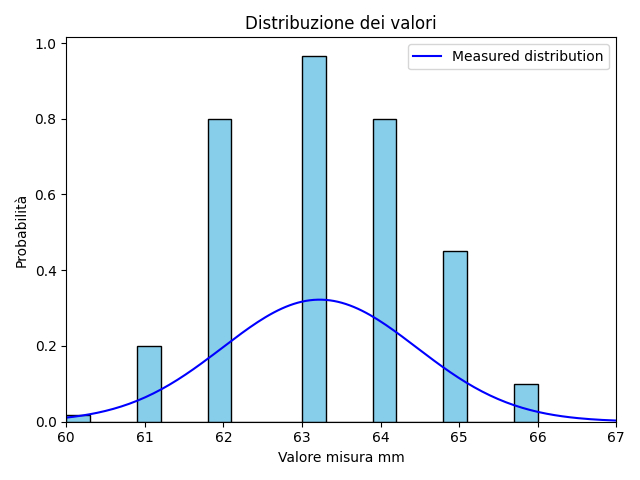 Distribuzione dei valori
Measured distribution
Probabilità
1.0
0.8
0.6
0.4
0.2
0.0
60 61 62 63 64 65 66 67
Valore misura mm